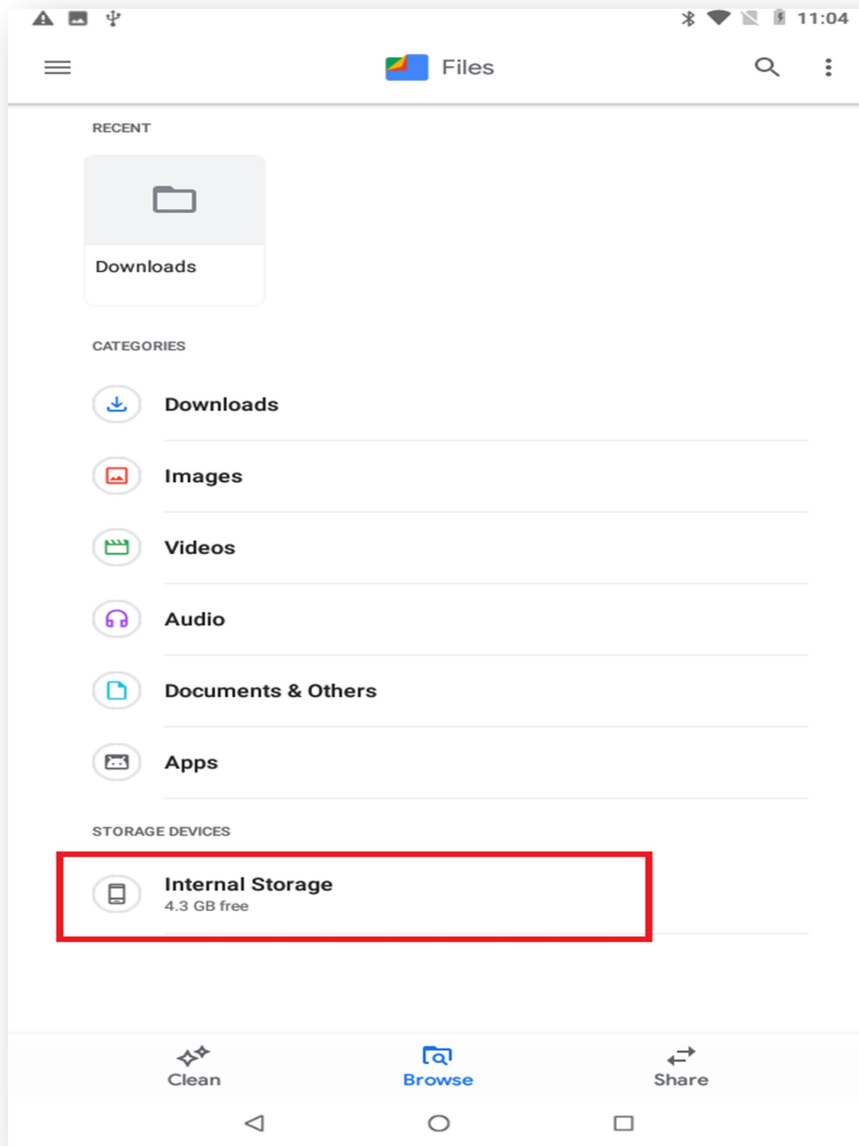 11:04
Files
RECENT
Downloads
CATEGORIES
Downloads
Images
Videos
Audio
Documents & Others
Apps
STORAGE DEVICES
Internal Storage
4.3 GB free
Clean
Browse
Share